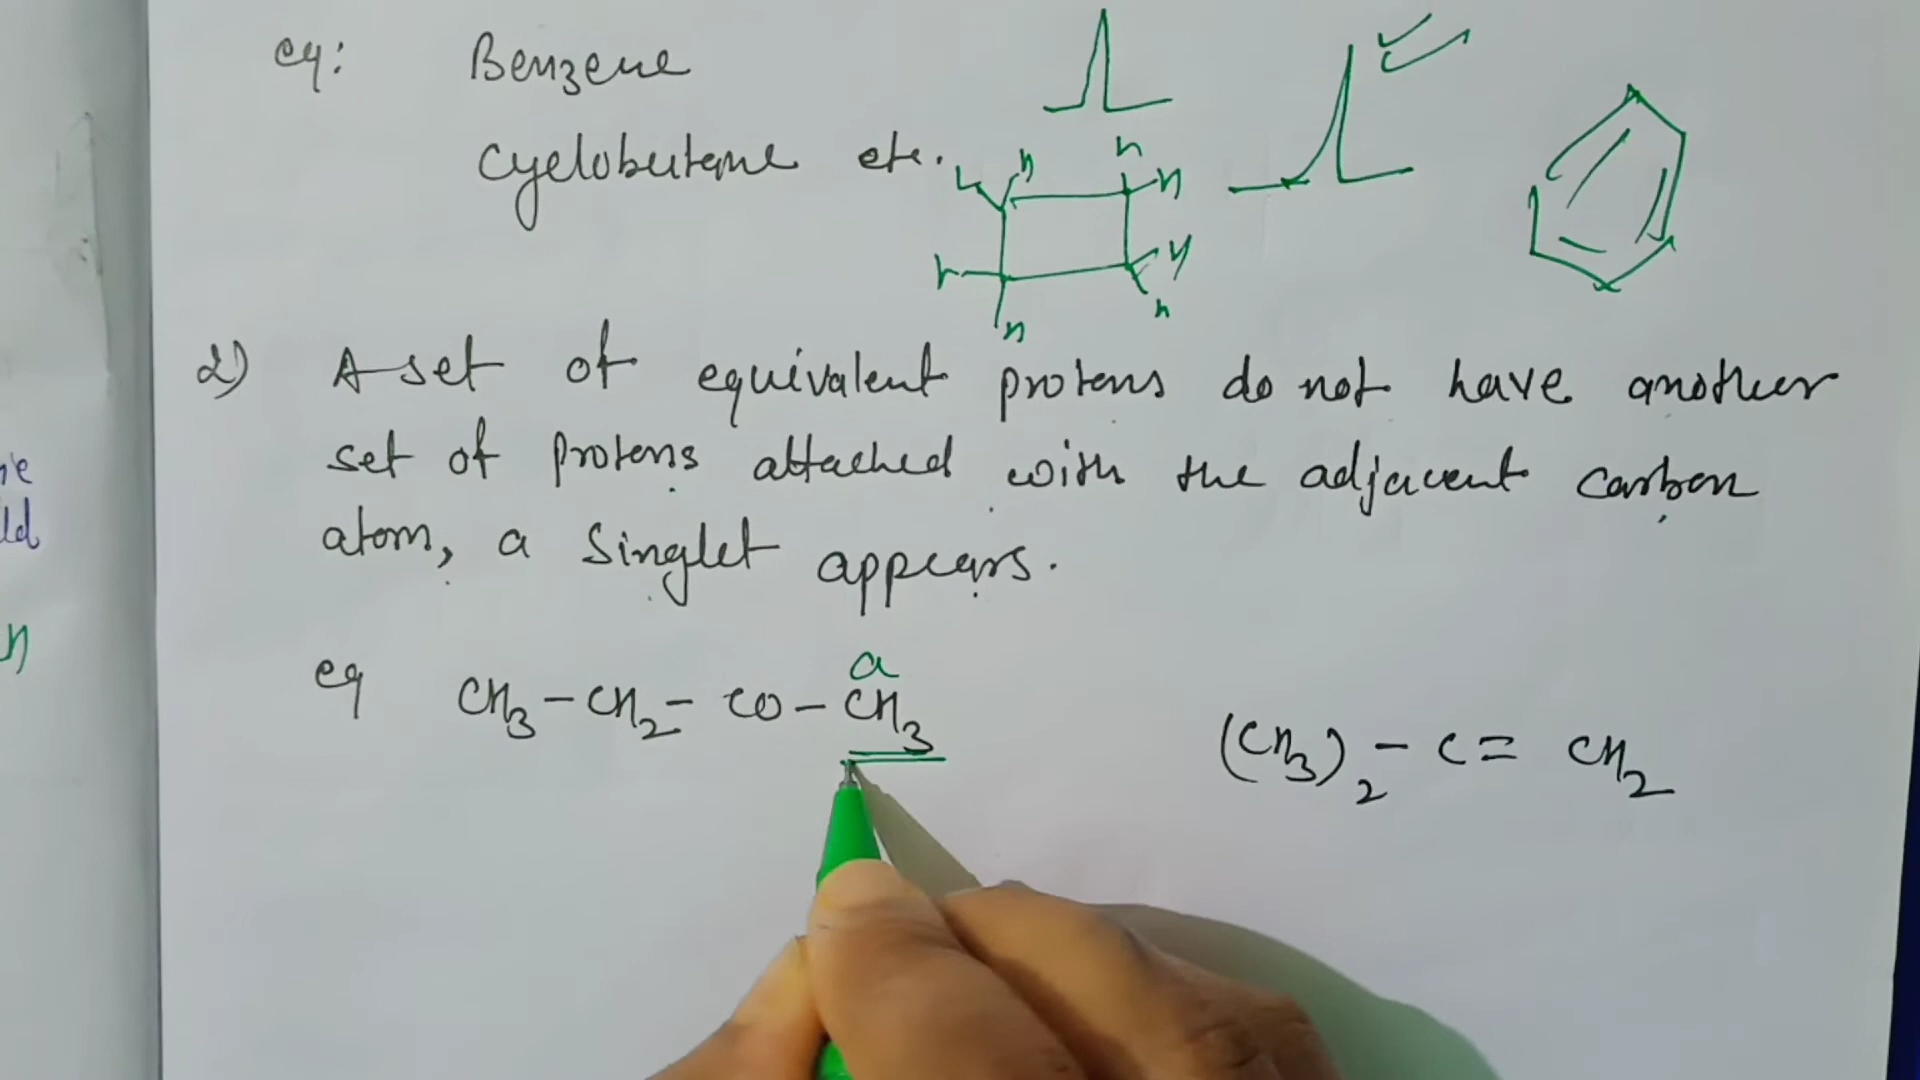 eg: Benzene
cyclobutane etc.
H H H H
H H
H H
2) A set of equivalent protons do not have another
set of protons attached with the adjacent carbon
atom, a singlet appears.
a
eg CH3-CH2-CO-CH3
(CH3)2-C=CH2
ld
H